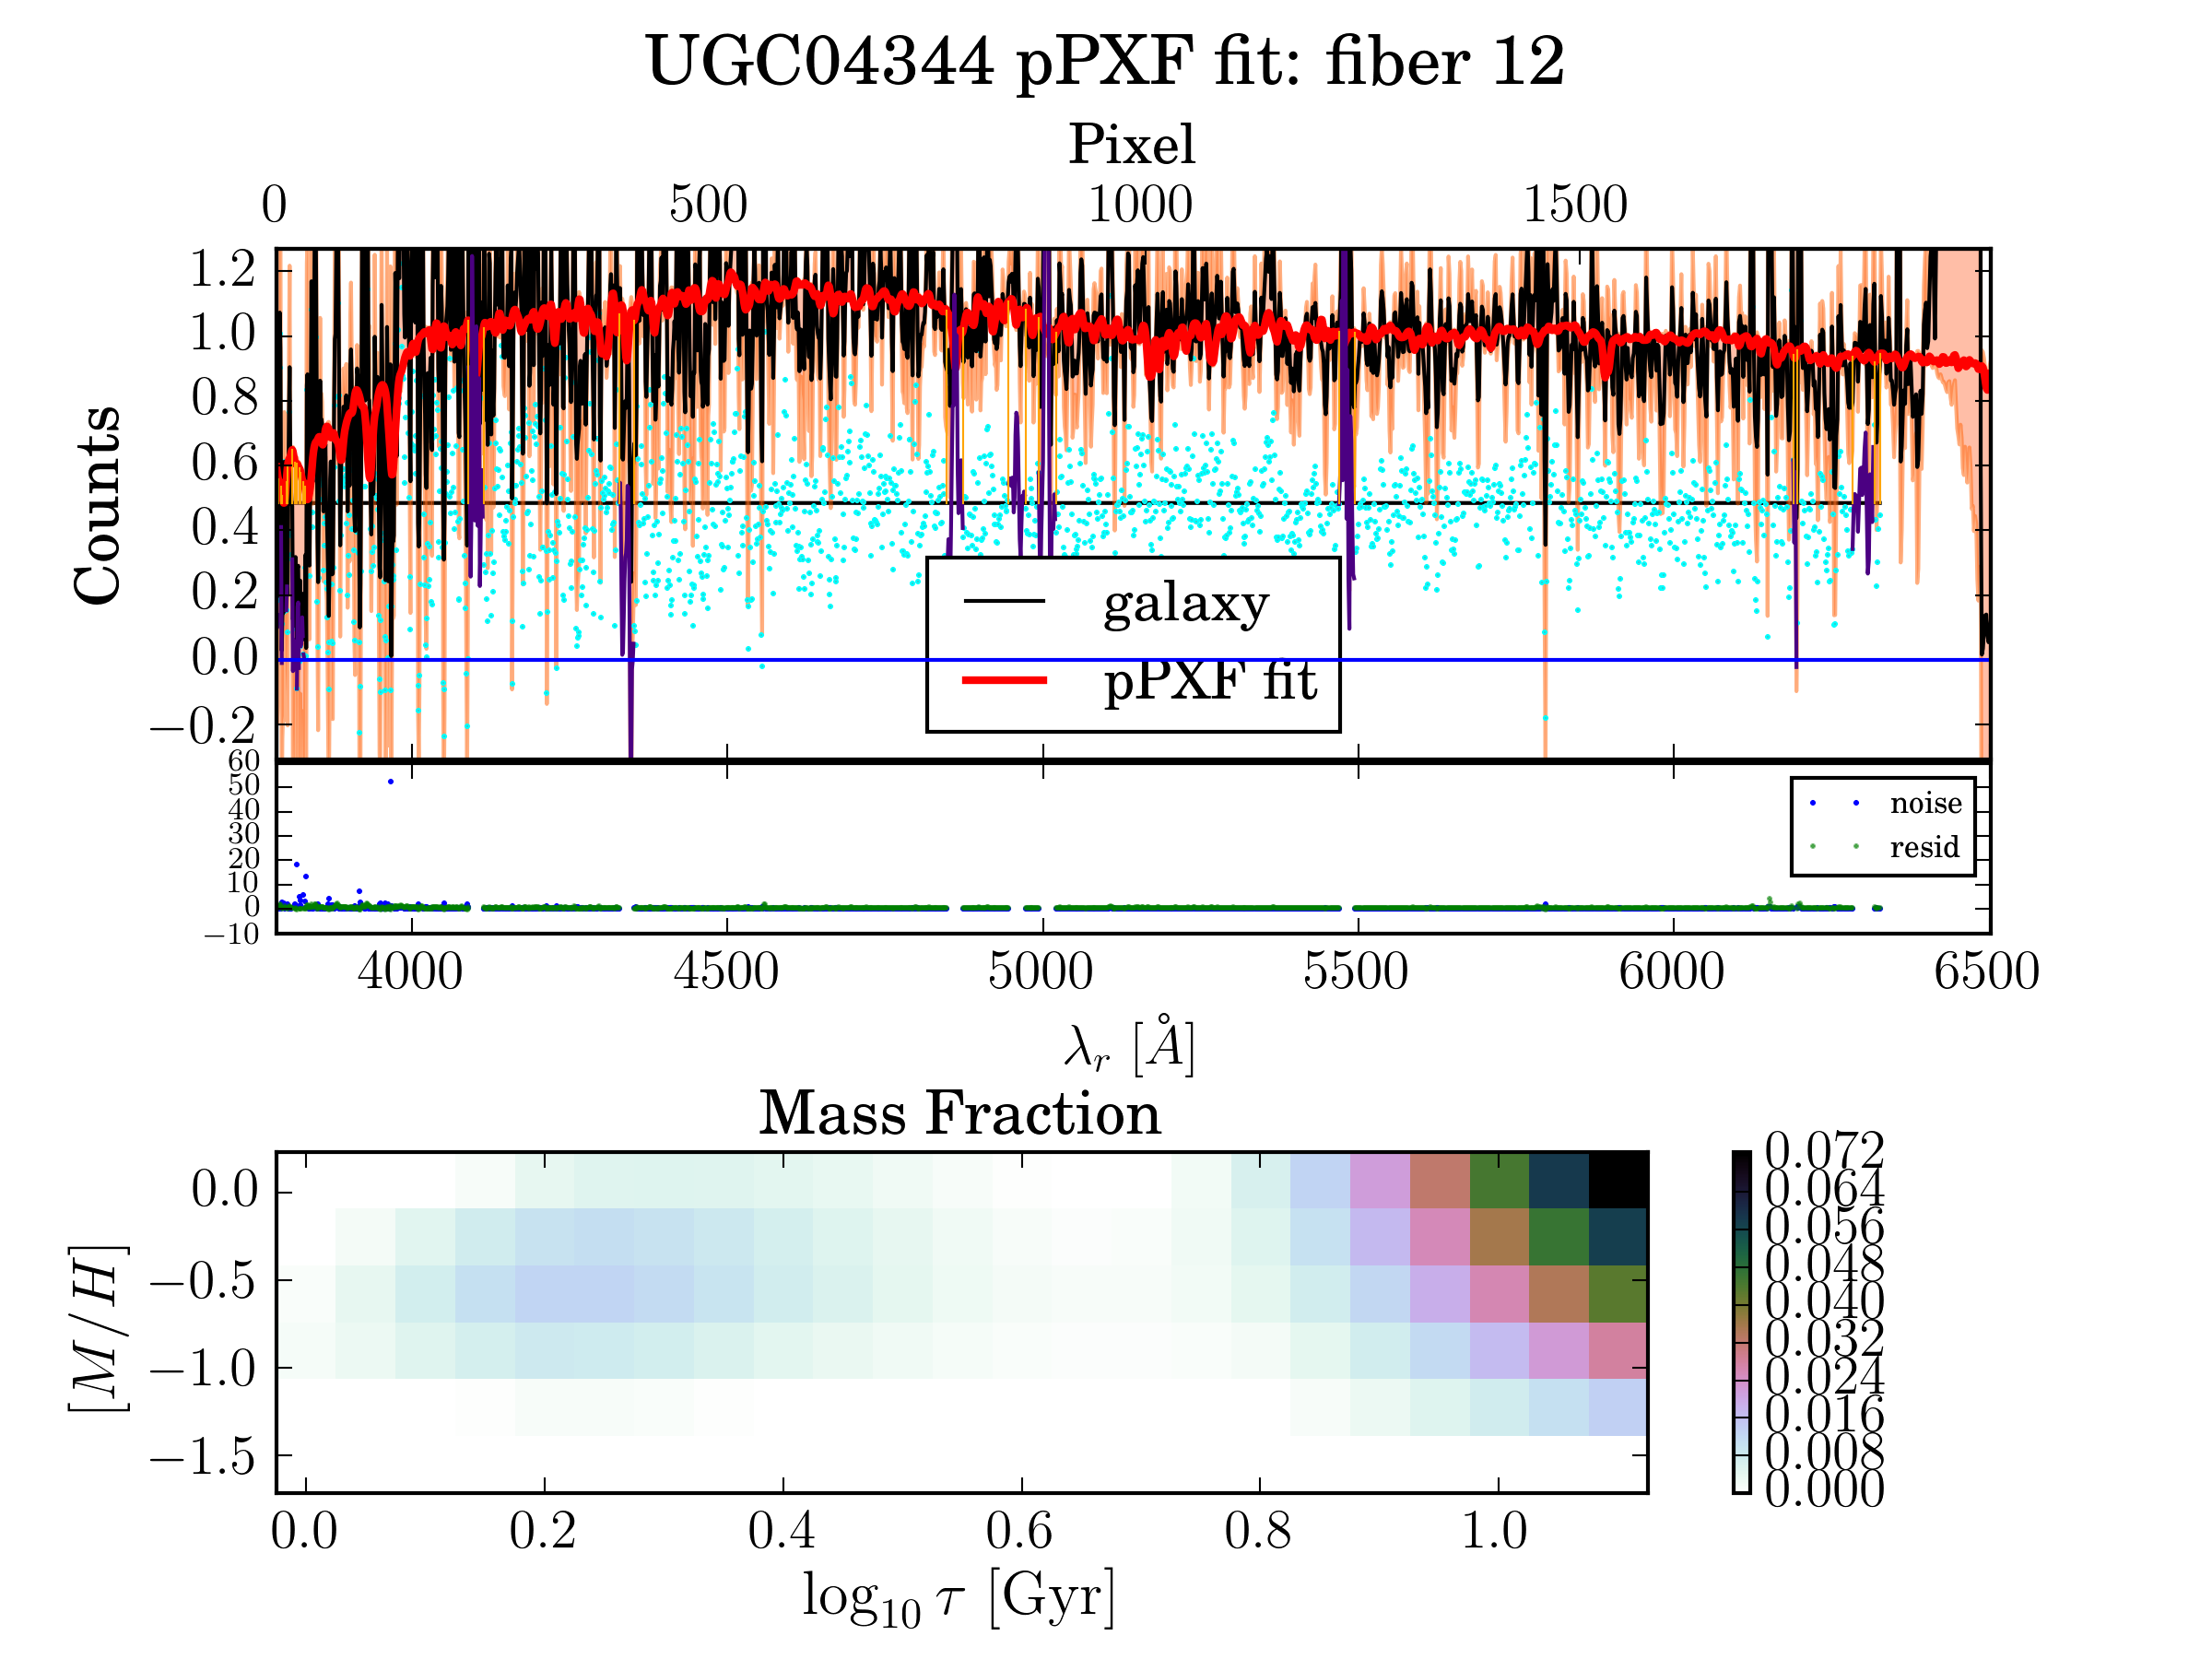 UGC04344 pPXF fit: fiber 12
Pixel
0 500 1000 1500
1.2
1.0
0.8
0.6
0.4
0.2
0.0
−0.2
Counts
galaxy
pPXF fit
60
50
40
30
20
10
0
−10
noise
resid
4000 4500 5000 5500 6000 6500
λr [Å]
Mass Fraction
0.0
−0.5
−1.0
−1.5
[M/H]
0.072
0.064
0.056
0.048
0.040
0.032
0.024
0.016
0.008
0.000
0.0 0.2 0.4 0.6 0.8 1.0
log10 τ [Gyr]